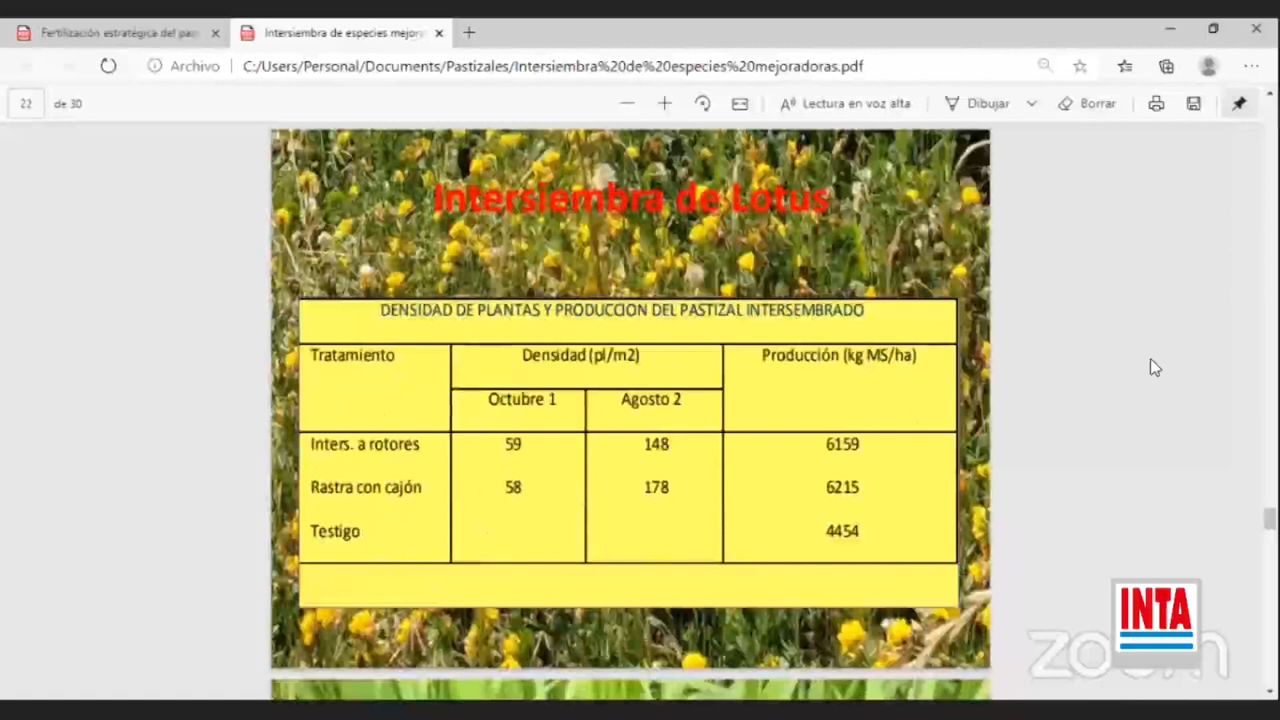 Fertilización estratégica del pas
Intersiembra de especies mejora
Archivo
C:/Users/Personal/Documents/Pastizales/Intersiembra%20de%20especies%20mejoradoras.pdf
22 de 30
Lectura en voz alta
Dibujar
Borrar
Intersiembra de Lotus
DENSIDAD DE PLANTAS Y PRODUCCION DEL PASTIZAL INTERSEMBRADO
Tratamiento Densidad (pl/m2) Producción (kg MS/ha)
Octubre 1 Agosto 2
Inters. a rotores 59 148 6159
Rastra con cajón 58 178 6215
Testigo 4454
INTA
zoom